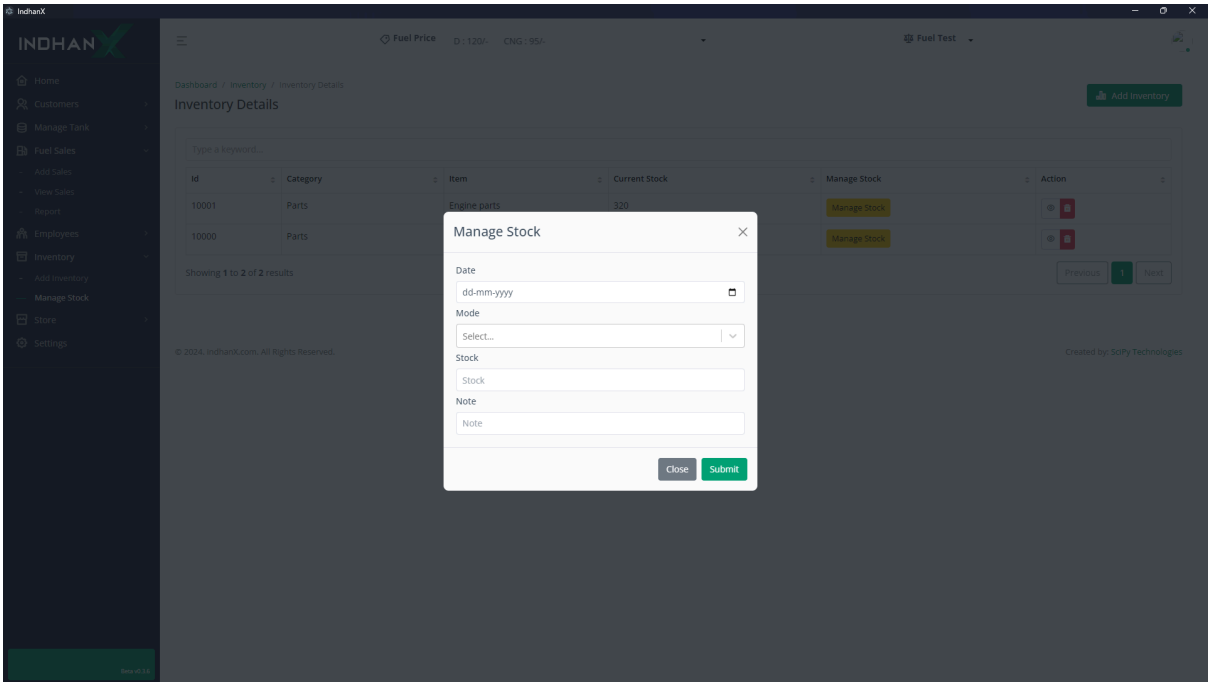 IndhanX
INDHANX
Fuel Price D : 120/- CNG : 95/-
Fuel Test
Home
Customers
Manage Tank
Fuel Sales
Add Sales
View Sales
Report
Employees
Inventory
Add Inventory
Manage Stock
Store
Settings
Dashboard / Inventory / Inventory Details
Inventory Details
Add Inventory
Type a keyword...
Id Category Item Current Stock Manage Stock Action
10001 Parts Engine parts 320 Manage Stock
10000 Parts Manage Stock
Showing 1 to 2 of 2 results
Previous 1 Next
Manage Stock
Date
dd-mm-yyyy
Mode
Select...
Stock
Stock
Note
Note
Close Submit
© 2024, IndhanX.com. All Rights Reserved.
Created by: SciPy Technologies